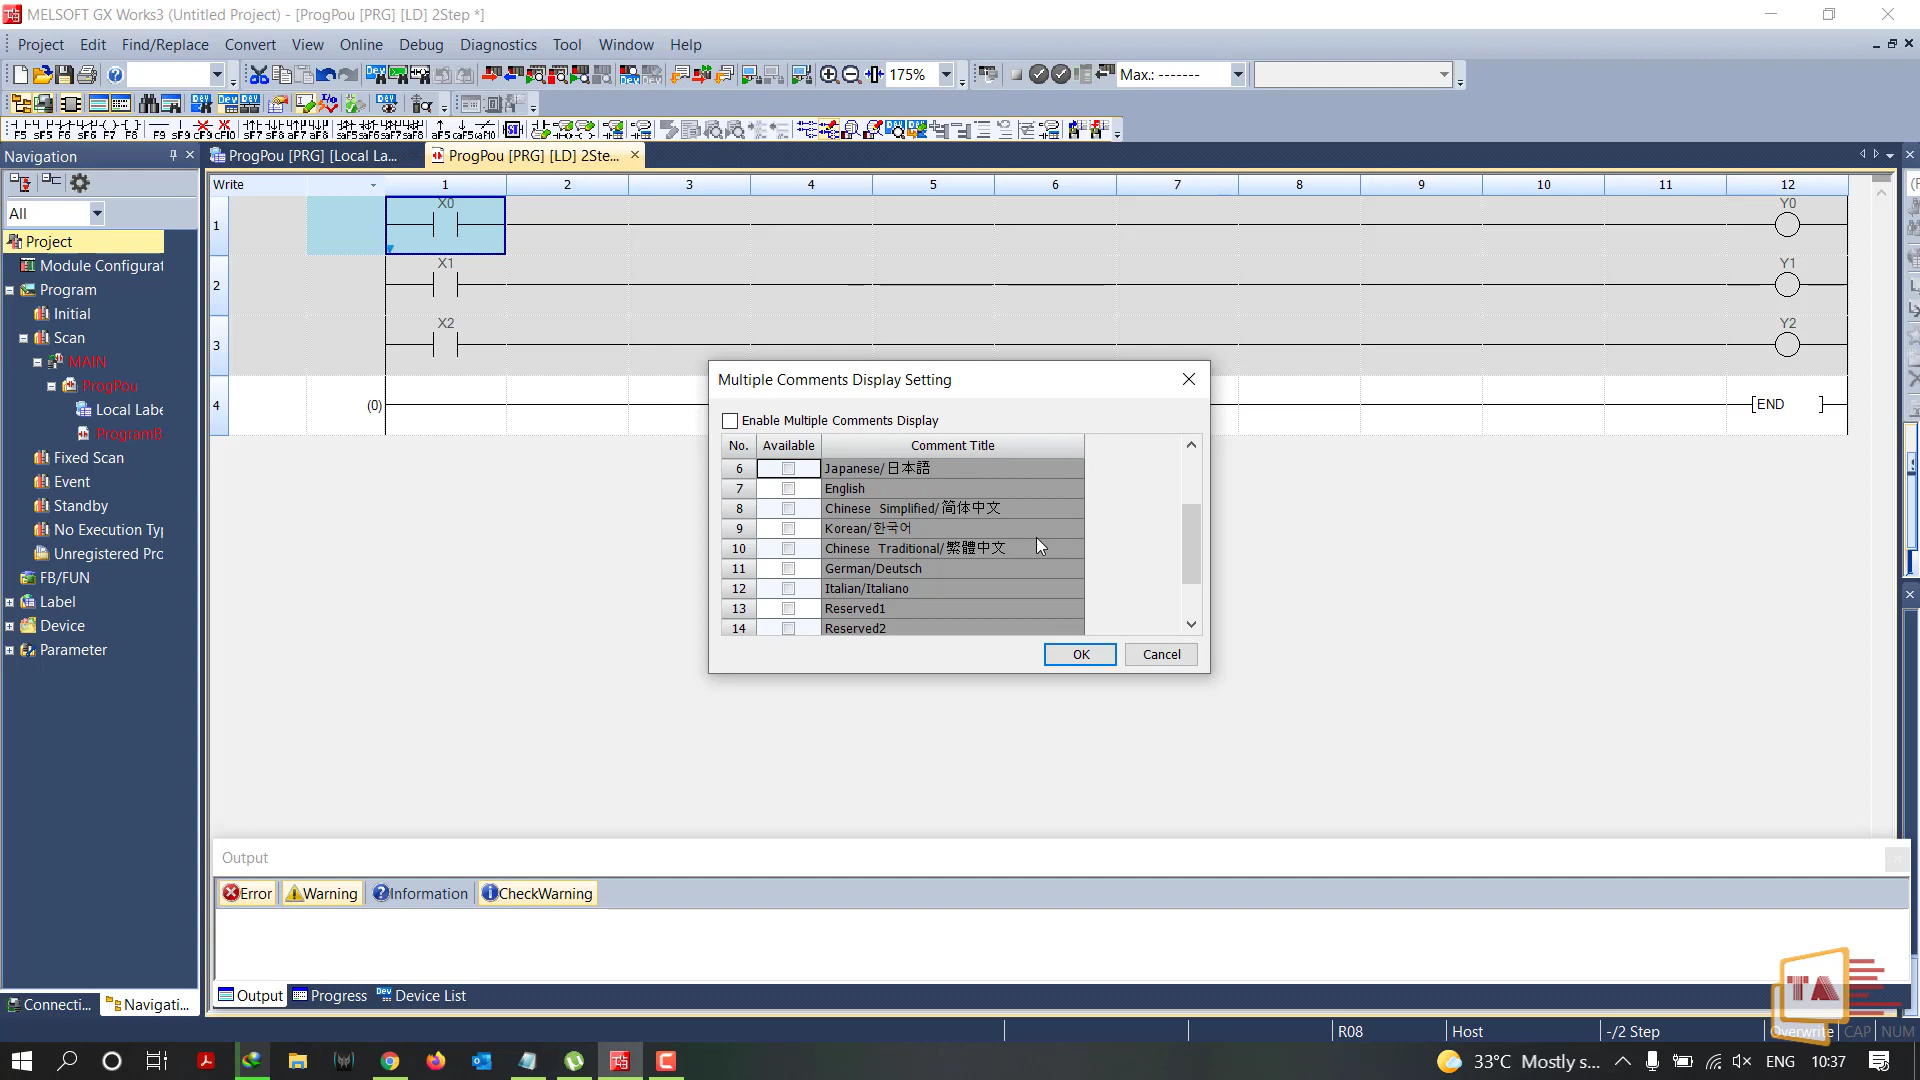 MELSOFT GX Works3 (Untitled Project) - [ProgPou [PRG] [LD] 2Step *]
Project Edit Find/Replace Convert View Online Debug Diagnostics Tool Window Help
175%
Max.: -------
Navigation
ProgPou [PRG] [Local La...
ProgPou [PRG] [LD] 2Ste...
All
Project
Module Configurat
Program
Initial
Scan
MAIN
ProgPou
Local Labe
ProgramB
Fixed Scan
Event
Standby
No Execution Typ
Unregistered Pro
FB/FUN
Label
Device
Parameter
Connecti...
Navigati...
Write 1 2 3 4 5 6 7 8 9 10 11 12
1 X0 Y0
2 X1 Y1
3 X2 Y2
4 (0) [END ]
Multiple Comments Display Setting
Enable Multiple Comments Display
No. Available Comment Title
6 Japanese/日本語
7 English
8 Chinese Simplified/简体中文
9 Korean/한국어
10 Chinese Traditional/繁體中文
11 German/Deutsch
12 Italian/Italiano
13 Reserved1
14 Reserved2
OK Cancel
Output
Error Warning Information CheckWarning
Output Progress Device List
R08 Host -/2 Step Overwrite CAP NUM
TA
33°C Mostly s... ENG 10:37